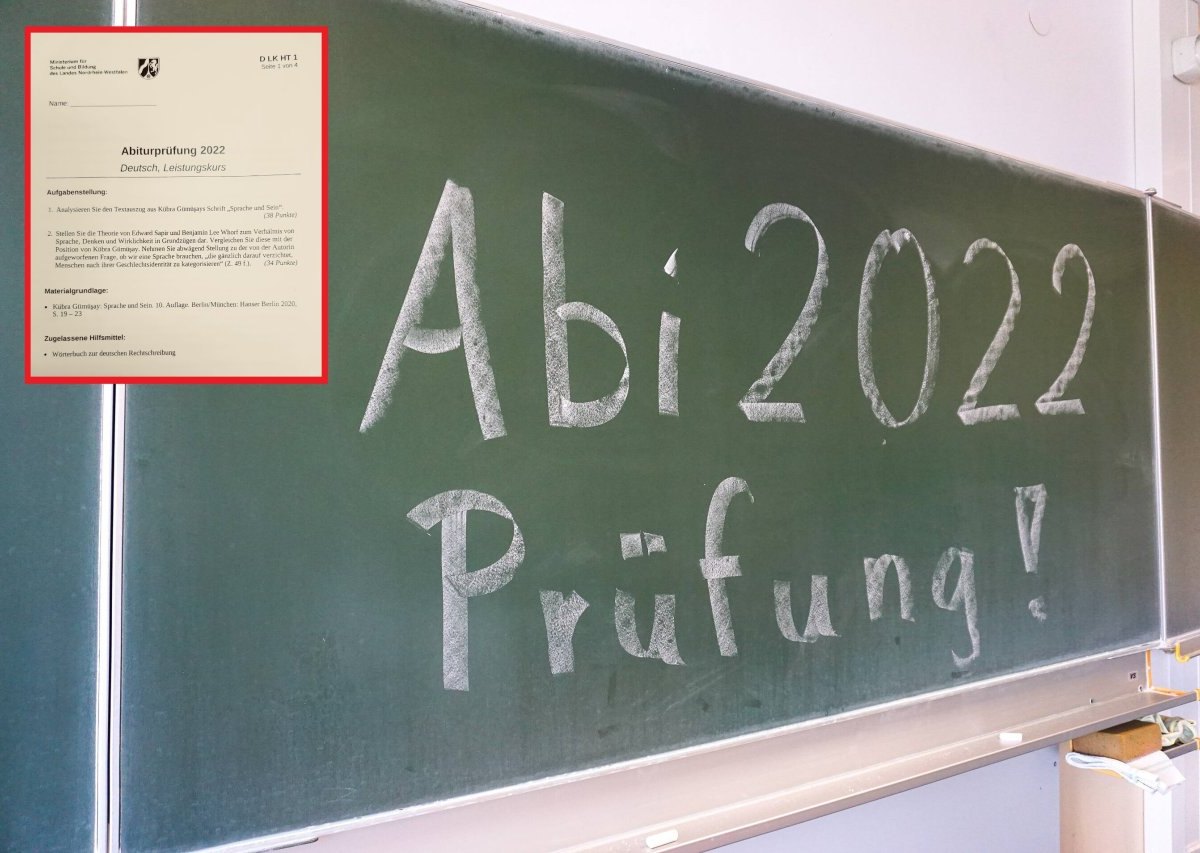 Ministerium für
Schule und Bildung
des Landes Nordrhein-Westfalen
D LK HT 1
Seite 1 von 4
Name:
Abiturprüfung 2022
Deutsch, Leistungskurs
Aufgabenstellung:
1. Analysieren Sie den Textauszug aus Kübra Gümüşays Schrift „Sprache und Sein“.
(38 Punkte)
2. Stellen Sie die Theorie von Edward Sapir und Benjamin Lee Whorf zum Verhältnis von
Sprache, Denken und Wirklichkeit in Grundzügen dar. Vergleichen Sie diese mit der
Position von Kübra Gümüşay. Nehmen Sie abwägend Stellung zu der von der Autorin
aufgeworfenen Frage, ob wir eine Sprache brauchen, „die gänzlich darauf verzichtet,
Menschen nach ihrer Geschlechtsidentität zu kategorisieren“ (Z. 49 f.). (34 Punkte)
Materialgrundlage:
• Kübra Gümüşay: Sprache und Sein. 10. Auflage. Berlin/München: Hanser Berlin 2020,
S. 19 – 23
Zugelassene Hilfsmittel:
• Wörterbuch zur deutschen Rechtschreibung
Abi 2022
Prüfung!
VS